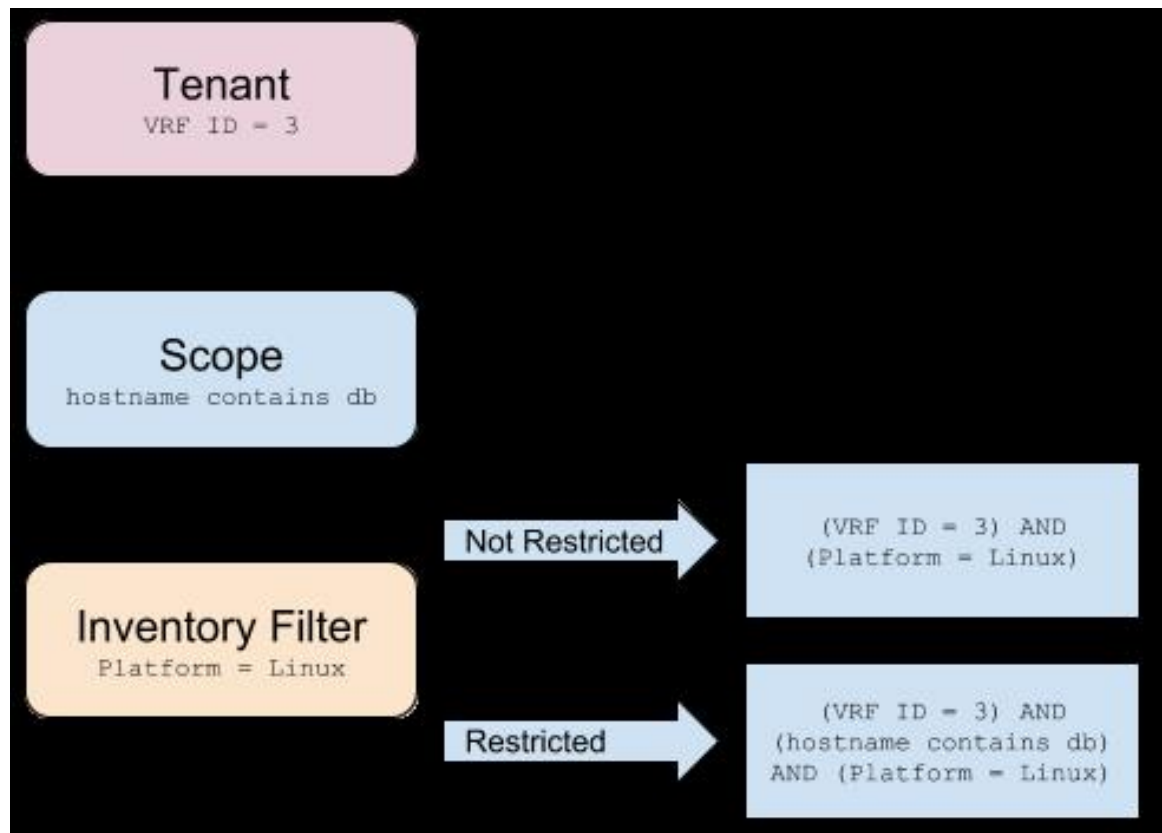 Tenant
VRF ID = 3
Scope
hostname contains db
Not Restricted
(VRF ID = 3) AND
(Platform = Linux)
Inventory Filter
Platform = Linux
Restricted
(VRF ID = 3) AND
(hostname contains db)
AND (Platform = Linux)